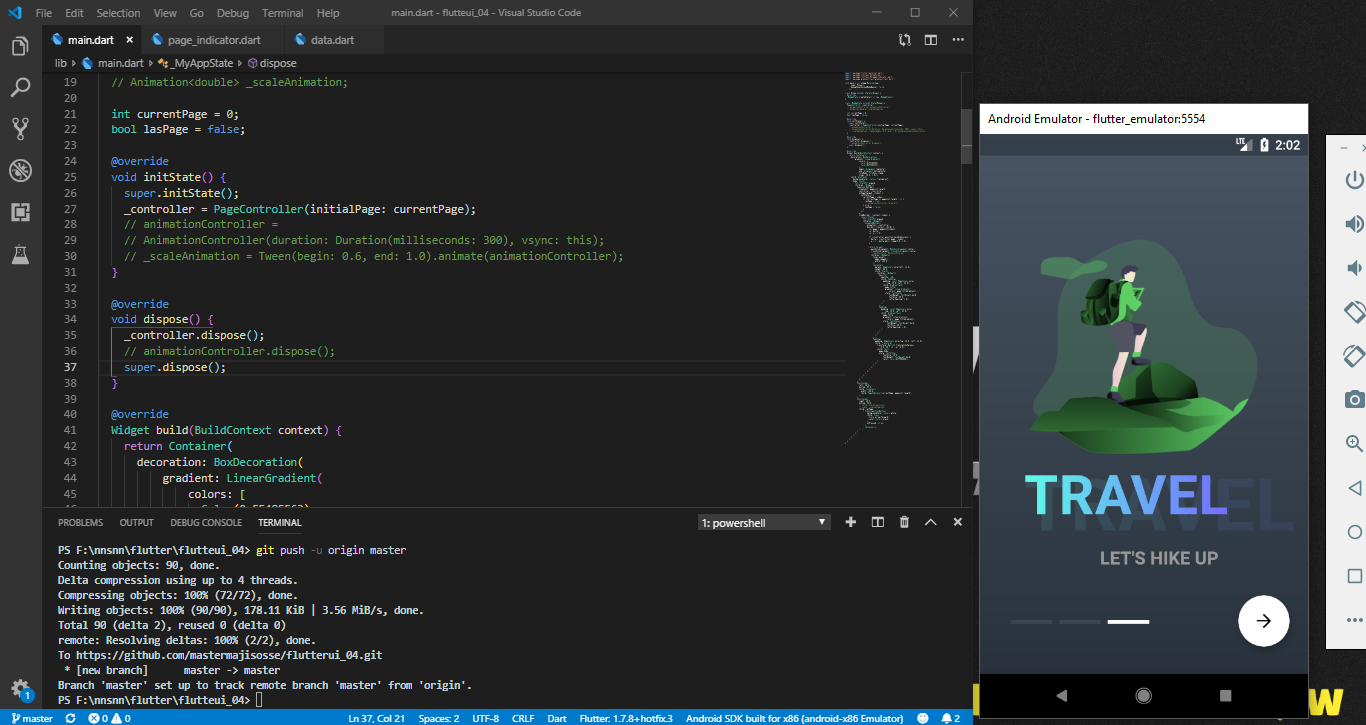 File Edit Selection View Go Debug Terminal Help main.dart - flutteui_04 - Visual Studio Code
main.dart page_indicator.dart data.dart
lib main.dart _MyAppState dispose
19 // Animation<double> _scaleAnimation;
20
21 int currentPage = 0;
22 bool lasPage = false;
23
24 @override
25 void initState() {
26 super.initState();
27 _controller = PageController(initialPage: currentPage);
28 // animationController =
29 // AnimationController(duration: Duration(milliseconds: 300), vsync: this);
30 // _scaleAnimation = Tween(begin: 0.6, end: 1.0).animate(animationController);
31 }
32
33 @override
34 void dispose() {
35 _controller.dispose();
36 // animationController.dispose();
37 super.dispose();
38 }
39
40 @override
41 Widget build(BuildContext context) {
42 return Container(
43 decoration: BoxDecoration(
44 gradient: LinearGradient(
45 colors: [
PROBLEMS OUTPUT DEBUG CONSOLE TERMINAL 1: powershell
PS F:\nnsnn\flutter\flutteui_04> git push -u origin master
Counting objects: 90, done.
Delta compression using up to 4 threads.
Compressing objects: 100% (72/72), done.
Writing objects: 100% (90/90), 178.11 KiB | 3.56 MiB/s, done.
Total 90 (delta 2), reused 0 (delta 0)
remote: Resolving deltas: 100% (2/2), done.
To https://github.com/mastermajisosse/flutterui_04.git
* [new branch] master -> master
Branch 'master' set up to track remote branch 'master' from 'origin'.
PS F:\nnsnn\flutter\flutteui_04>
1
master 0 0 Ln 37, Col 21 Spaces: 2 UTF-8 CRLF Dart Flutter: 1.7.8+hotfix.3 Android SDK built for x86 (android-x86 Emulator) 2
Android Emulator - flutter_emulator:5554
LTE 2:02
TRAVEL
TRAVEL
LET'S HIKE UP